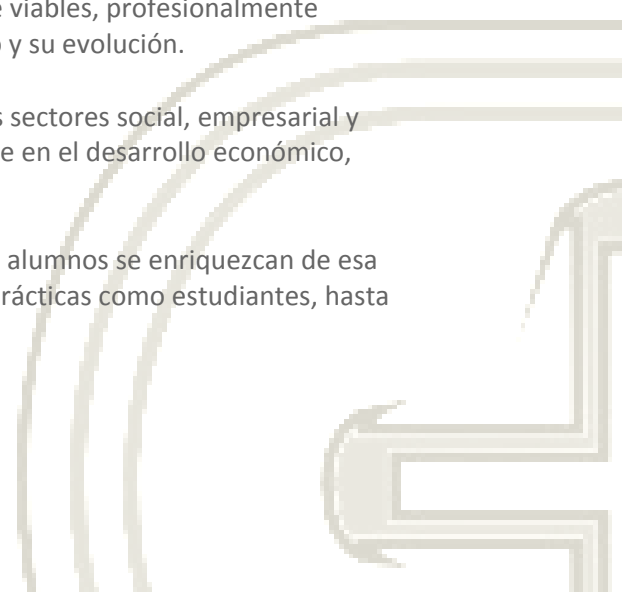 viables, profesionalmente
y su evolución.
sectores social, empresarial y
en el desarrollo económico,
alumnos se enriquezcan de esa
prácticas como estudiantes, hasta